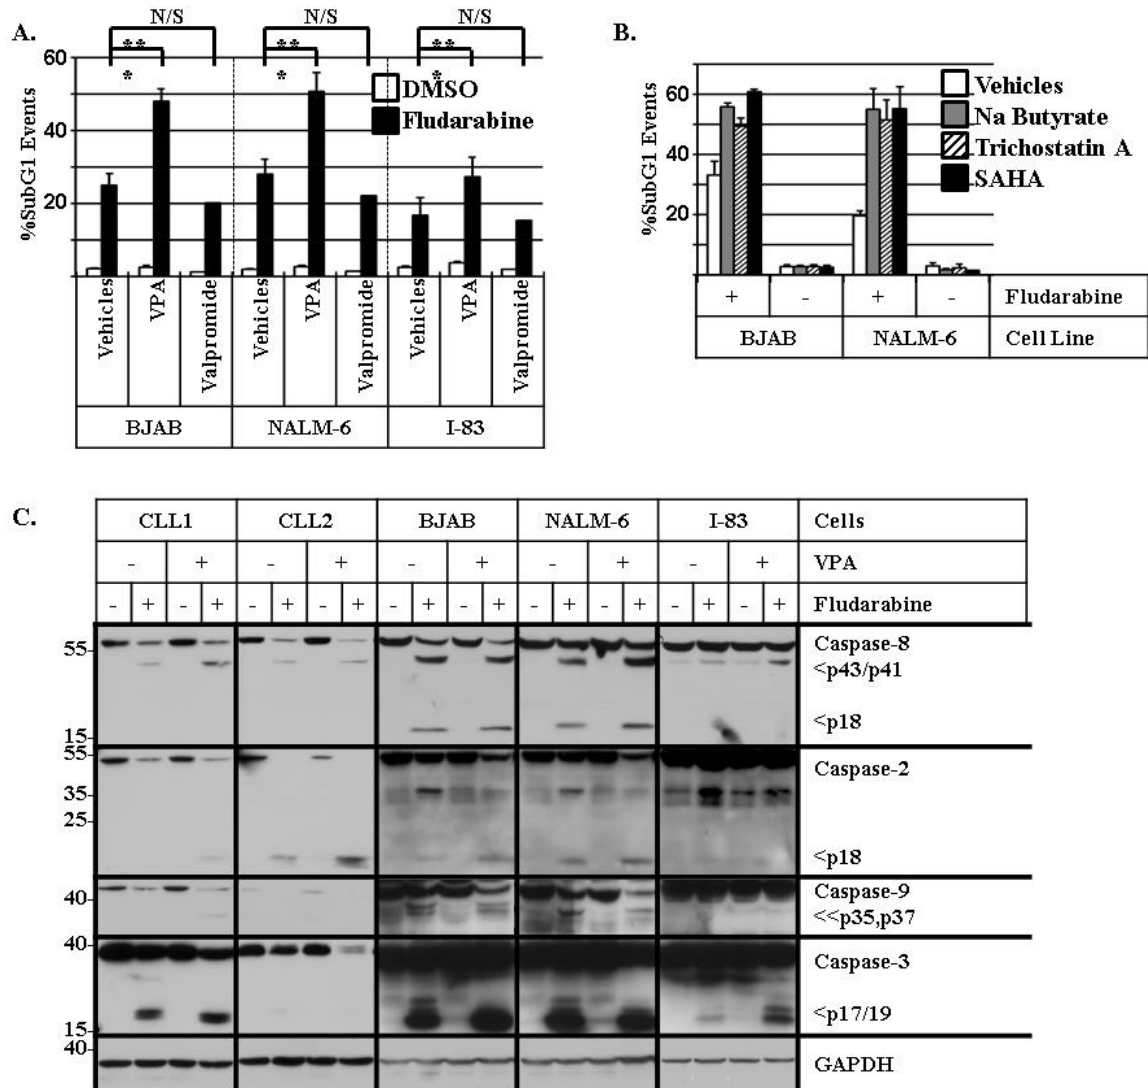 A.
N/S N/S N/S
** ** **
* * *
60
40
20
%SubG1 Events
DMSO
Fludarabine
Vehicles VPA Valpromide Vehicles VPA Valpromide Vehicles VPA Valpromide
BJAB NALM-6 I-83
B.
60
40
20
%SubG1 Events
Vehicles
Na Butyrate
Trichostatin A
SAHA
+ - + - Fludarabine
BJAB NALM-6 Cell Line
C.
CLL1 CLL2 BJAB NALM-6 I-83 Cells
- + - + - + - + - + VPA
- + - + - + - + - + - + - + - + - + - + Fludarabine
55- Caspase-8
<p43/p41
<p18
15-
55- Caspase-2
35-
25-
<p18
40- Caspase-9
<<p35,p37
40- Caspase-3
<p17/19
15-
40- GAPDH